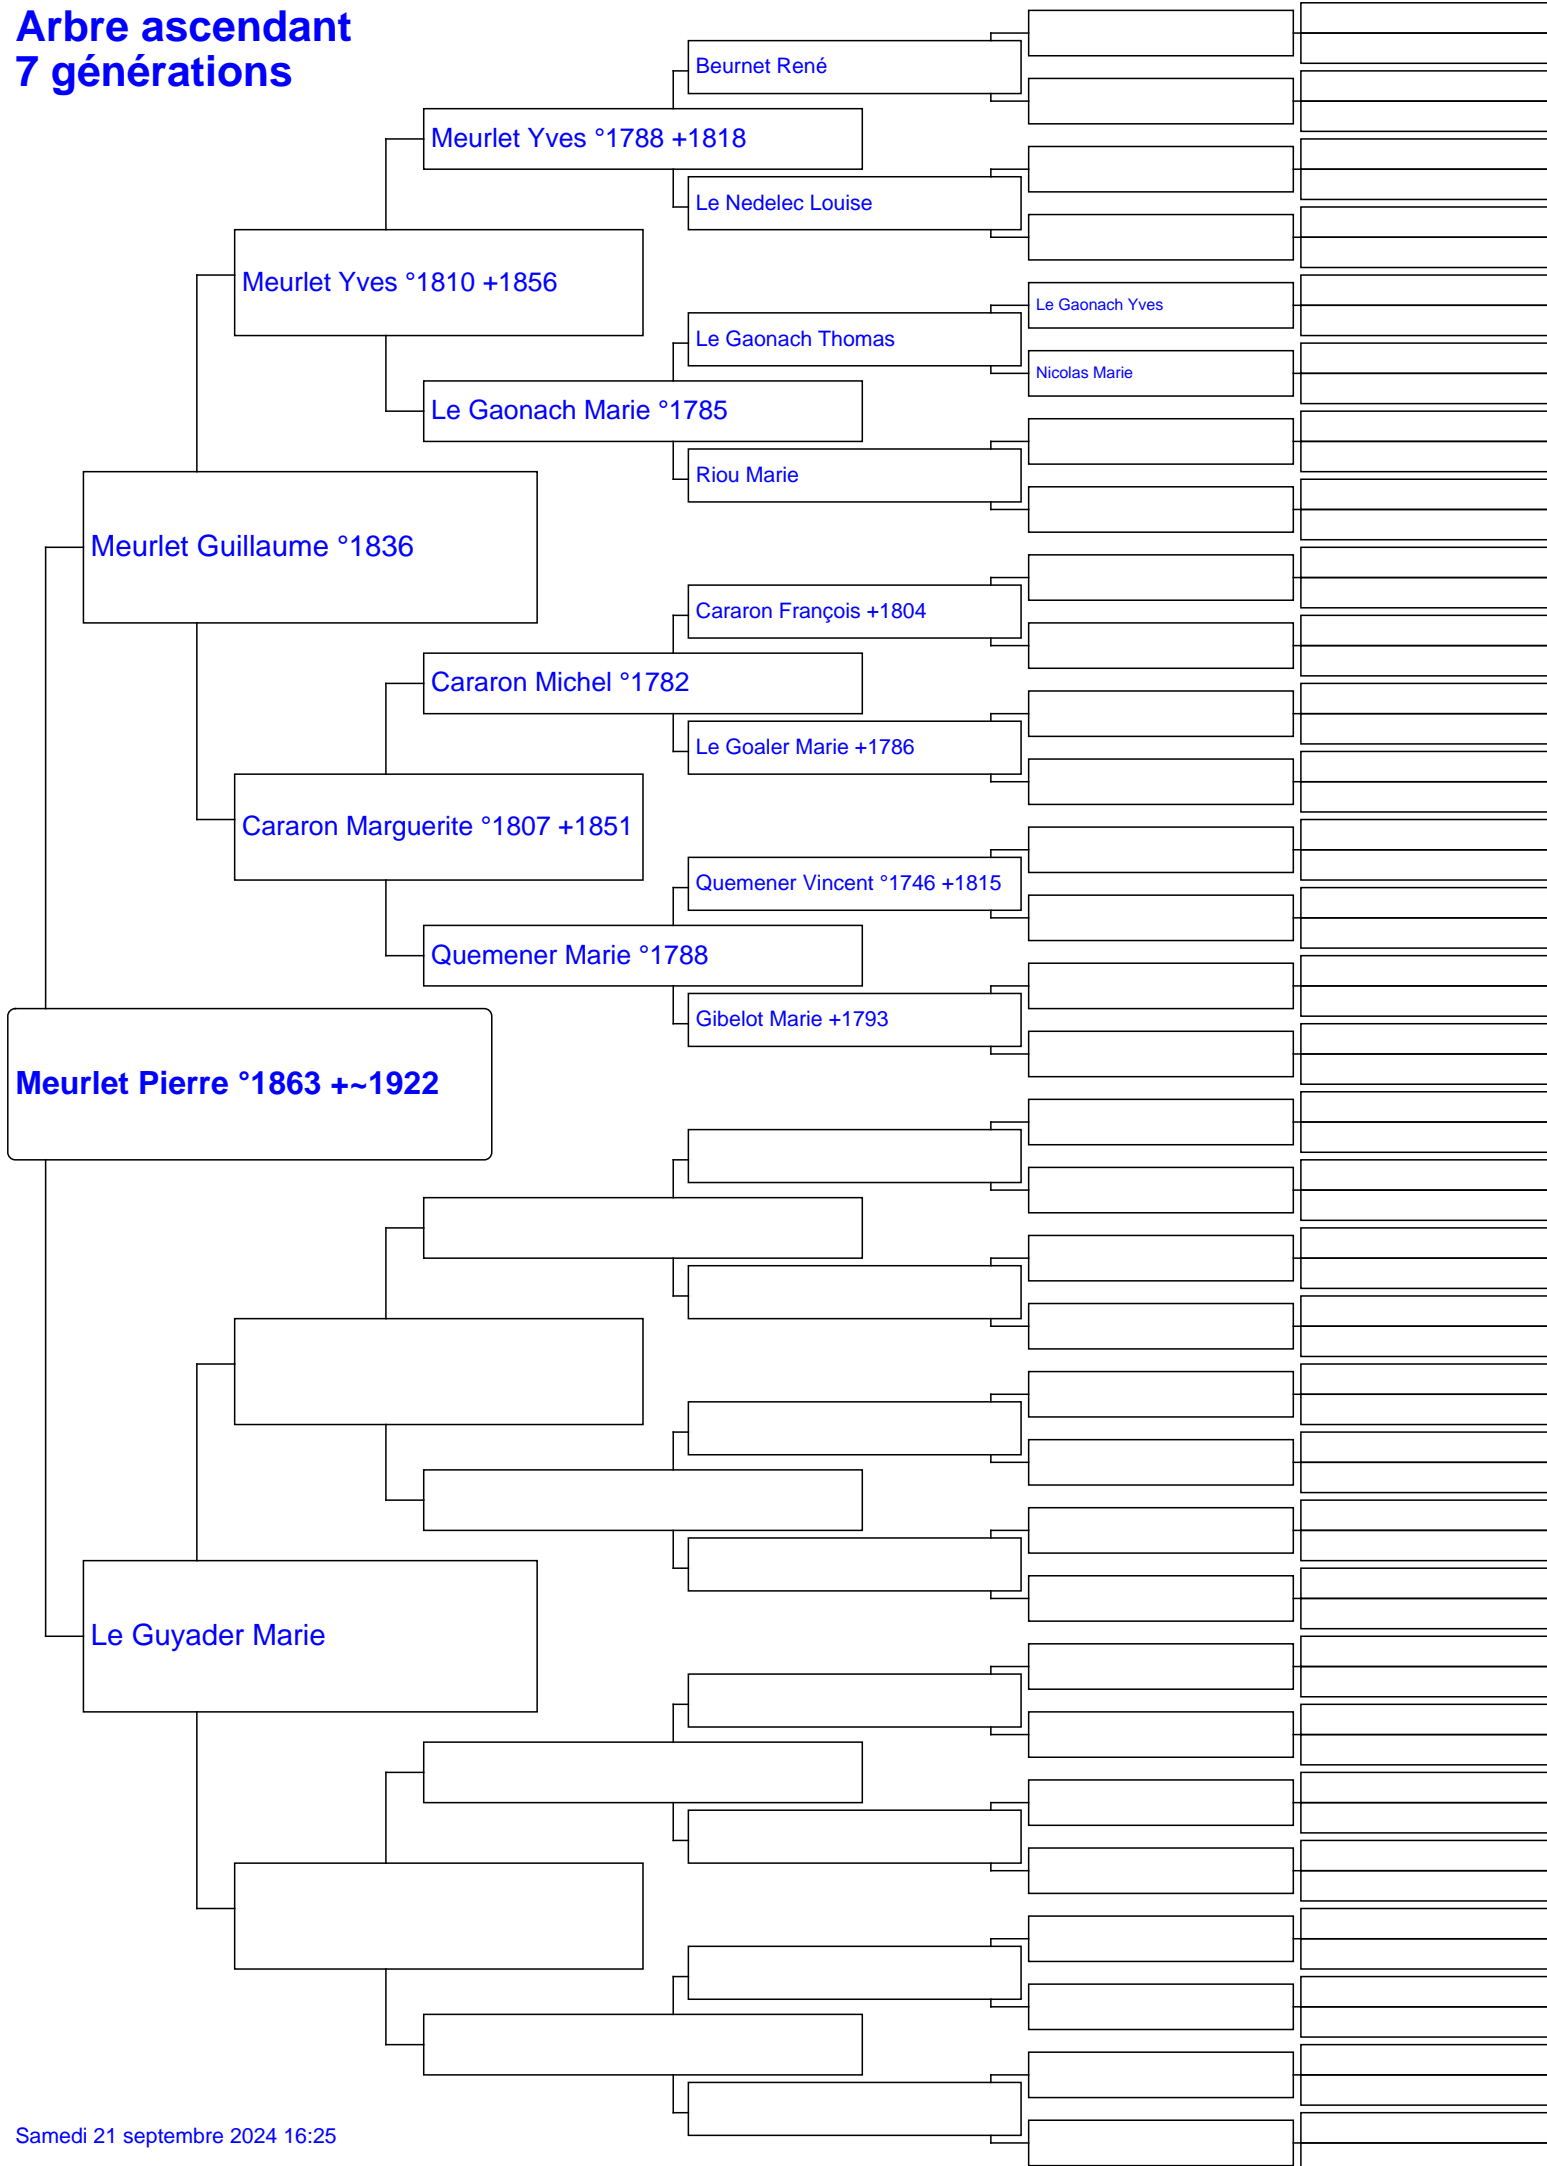 Arbre ascendant
7 générations
Beurnet René
Meurlet Yves °1788 +1818
Le Nedelec Louise
Meurlet Yves °1810 +1856
Le Gaonach Yves
Le Gaonach Thomas
Nicolas Marie
Le Gaonach Marie °1785
Riou Marie
Meurlet Guillaume °1836
Cararon François +1804
Cararon Michel °1782
Le Goaler Marie +1786
Cararon Marguerite °1807 +1851
Quemener Vincent °1746 +1815
Quemener Marie °1788
Gibelot Marie +1793
Meurlet Pierre °1863 +~1922
Le Guyader Marie
Samedi 21 septembre 2024 16:25